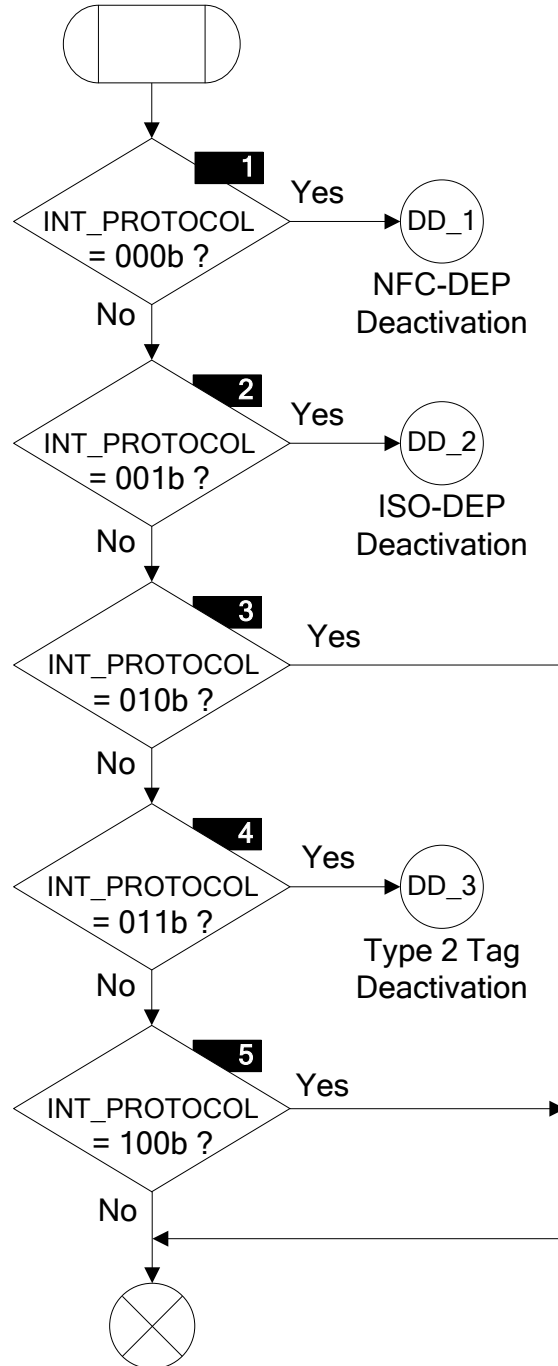 1
INT_PROTOCOL
= 000b ?
Yes
DD_1
NFC-DEP
Deactivation
No
2
INT_PROTOCOL
= 001b ?
Yes
DD_2
ISO-DEP
Deactivation
No
3
INT_PROTOCOL
= 010b ?
Yes
No
4
INT_PROTOCOL
= 011b ?
Yes
DD_3
Type 2 Tag
Deactivation
No
5
INT_PROTOCOL
= 100b ?
Yes
No